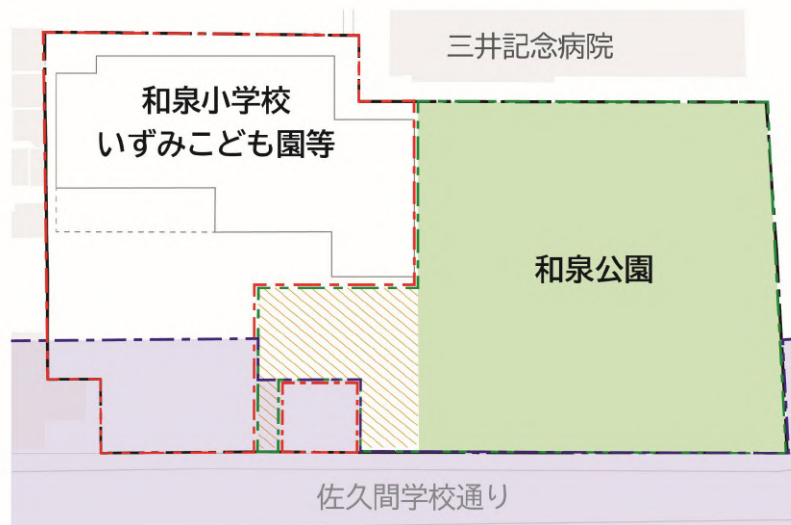 三井記念病院
和泉小学校
いずみこども園等
和泉公園
佐久間学校通り